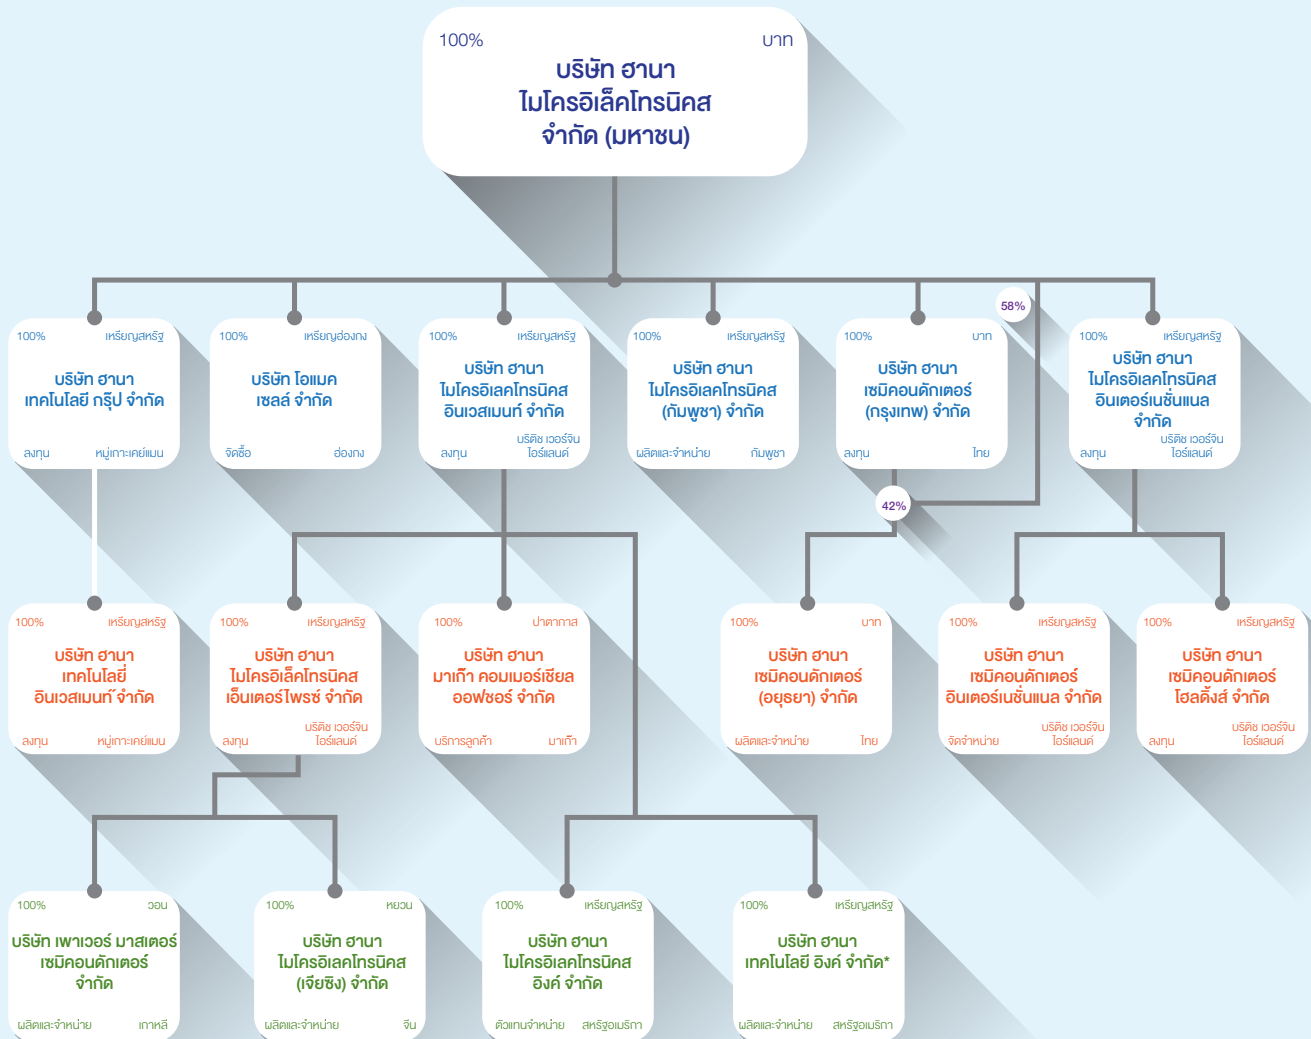 100% บาท
บริษัท ฮานา
ไมโครอิเล็คโทรนิคส
จำกัด (มหาชน)
58%
100% เหรียญสหรัฐ
บริษัท ฮานา
เทคโนโลยี กรุ๊ป จำกัด
ลงทุน หมู่เกาะเคย์แมน
100% เหรียญฮ่องกง
บริษัท โอแมค
เซลล์ จำกัด
จัดซื้อ ฮ่องกง
100% เหรียญสหรัฐ
บริษัท ฮานา
ไมโครอิเลคโทรนิคส
อินเวสเมนท์ จำกัด
บริติช เวอร์จิน
ลงทุน ไอร์แลนด์
100% เหรียญสหรัฐ
บริษัท ฮานา
ไมโครอิเลคโทรนิคส
(กัมพูชา) จำกัด
ผลิตและจำหน่าย กัมพูชา
100% บาท
บริษัท ฮานา
เซมิคอนดักเตอร์
(กรุงเทพ) จำกัด
ลงทุน ไทย
100% เหรียญสหรัฐ
บริษัท ฮานา
ไมโครอิเลคโทรนิคส
อินเตอร์เนชั่นแนล
จำกัด
บริติช เวอร์จิน
ลงทุน ไอร์แลนด์
42%
100% เหรียญสหรัฐ
บริษัท ฮานา
เทคโนโลยี่
อินเวสเมนท์ จำกัด
ลงทุน หมู่เกาะเคย์แมน
100% เหรียญสหรัฐ
บริษัท ฮานา
ไมโครอิเล็คโทรนิคส
เอ็นเตอร์ไพรซ์ จำกัด
บริติช เวอร์จิน
ลงทุน ไอร์แลนด์
100% ปาตากาส
บริษัท ฮานา
มาเก๊า คอมเมอร์เชียล
ออฟชอร์ จำกัด
บริการลูกค้า มาเก๊า
100% บาท
บริษัท ฮานา
เซมิคอนดักเตอร์
(อยุธยา) จำกัด
ผลิตและจำหน่าย ไทย
100% เหรียญสหรัฐ
บริษัท ฮานา
เซมิคอนดักเตอร์
อินเตอร์เนชั่นแนล จำกัด
บริติช เวอร์จิน
จัดจำหน่าย ไอร์แลนด์
100% เหรียญสหรัฐ
บริษัท ฮานา
เซมิคอนดักเตอร์
โฮลดิ้งส์ จำกัด
บริติช เวอร์จิน
ลงทุน ไอร์แลนด์
100% วอน
บริษัท เพาเวอร์ มาสเตอร์
เซมิคอนดักเตอร์
จำกัด
ผลิตและจำหน่าย เกาหลี
100% หยวน
บริษัท ฮานา
ไมโครอิเลคโทรนิคส
(เจียซิง) จำกัด
ผลิตและจำหน่าย จีน
100% เหรียญสหรัฐ
บริษัท ฮานา
ไมโครอิเลคโทรนิคส
อิงค์ จำกัด
ตัวแทนจำหน่าย สหรัฐอเมริกา
100% เหรียญสหรัฐ
บริษัท ฮานา
เทคโนโลยี อิงค์ จำกัด*
ผลิตและจำหน่าย สหรัฐอเมริกา